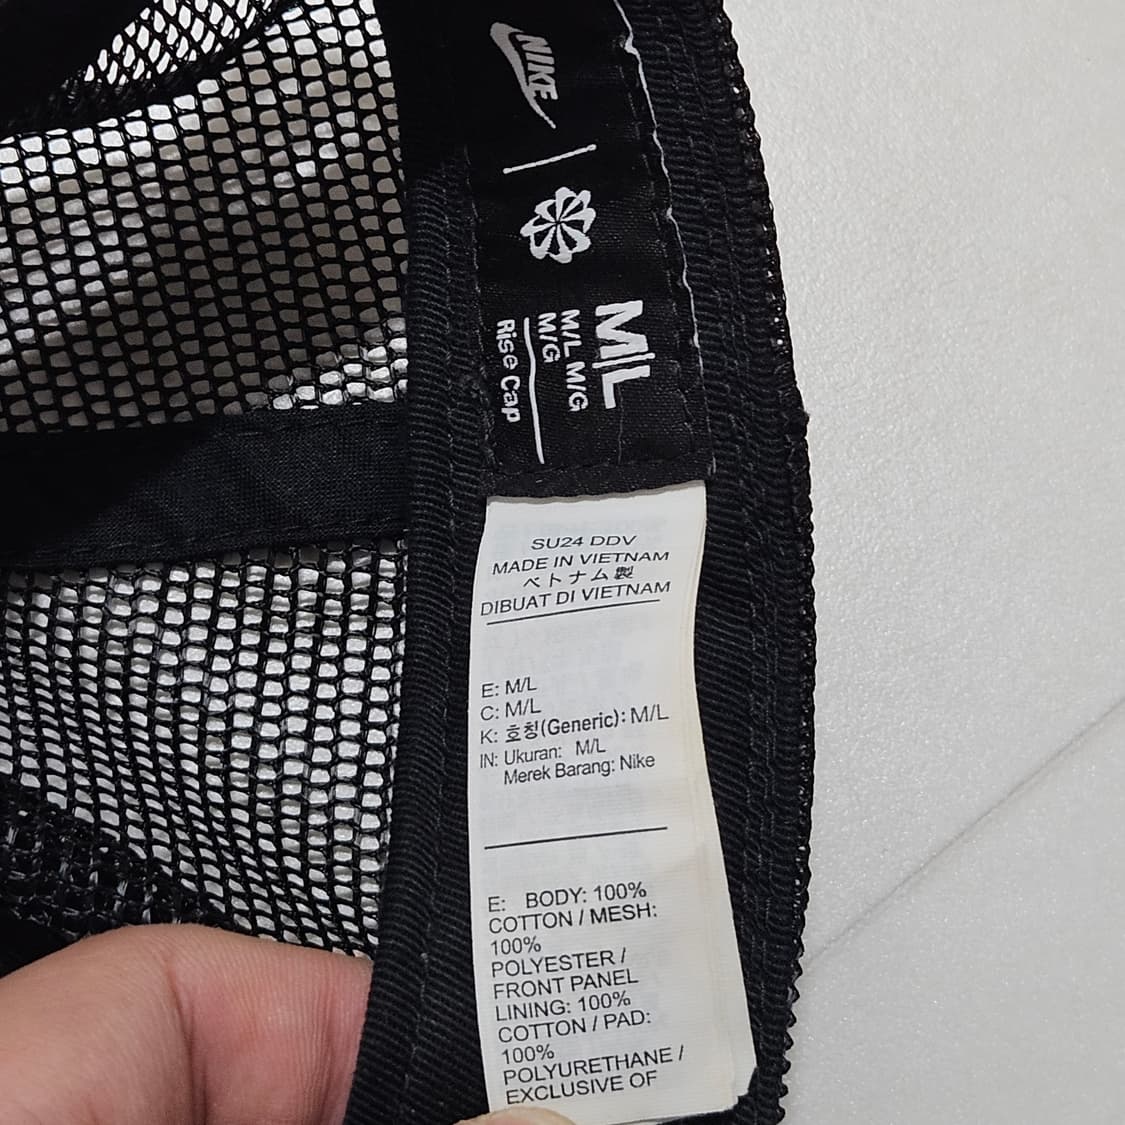 NIKE
M/L
M/L M/G
M/G
Rise Cap
SU24 DDV
MADE IN VIETNAM
ベトナム製
DIBUAT DI VIETNAM
E: M/L
C: M/L
K: 호칭(Generic): M/L
IN: Ukuran: M/L
Merek Barang: Nike
E: BODY: 100%
COTTON / MESH:
100%
POLYESTER /
FRONT PANEL
LINING: 100%
COTTON / PAD:
100%
POLYURETHANE /
EXCLUSIVE OF